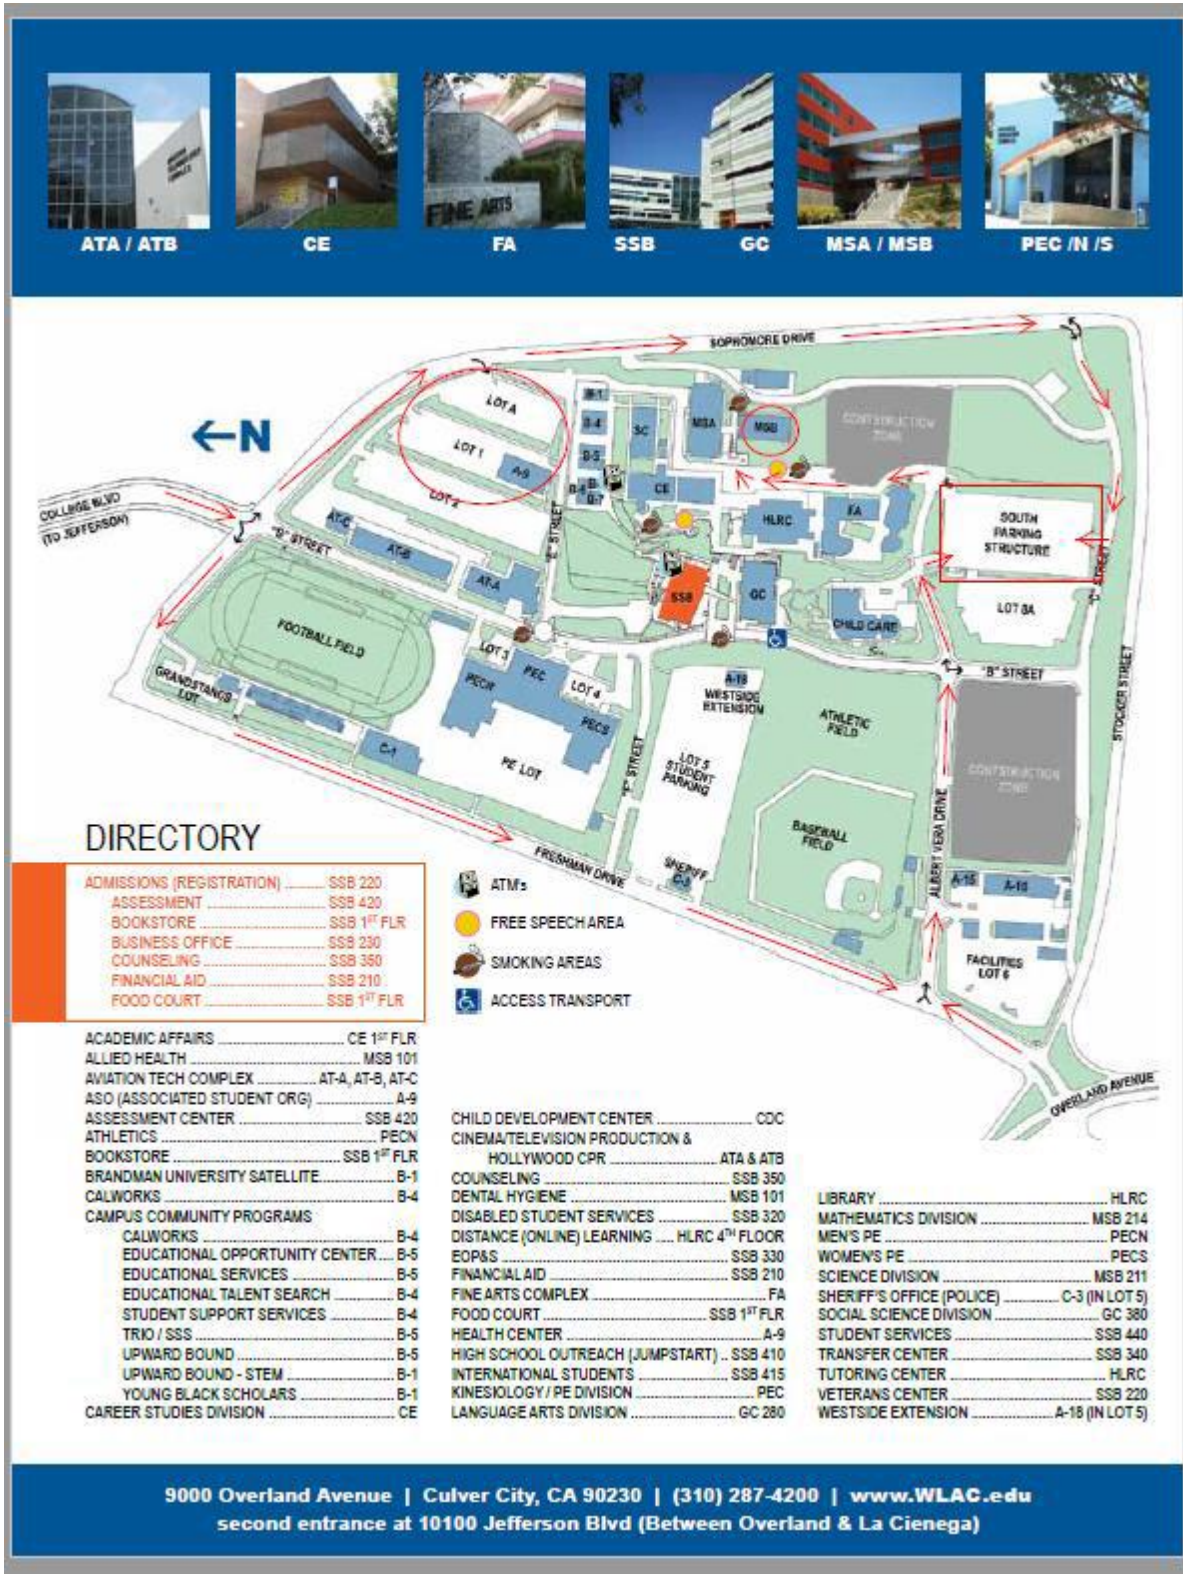 FINE ARTS
ATA / ATB
CE
FA
SSB
GC
MSA / MSB
PEC /N /S
SOPHOMORE DRIVE
←N
LOT A
LOT 1
A-9
LOT 2
B-1
B-4
B-5
B-6
B-7
SC
MSA
MSB
CONTSTRUCTION
ZONE
COLLEGE BLVD
(TO JEFFERSON)
"D" STREET
AT-C
AT-B
AT-A
"E" STREET
CE
HLRC
FA
SOUTH
PARKING
STRUCTURE
SSB
GC
CHILD CARE
LOT 8A
"C" STREET
STOCKER STREET
FOOTBALL FIELD
LOT 3
PEC
LOT 4
PECN
PECS
GRANDSTANDS
LOT
C-1
PE LOT
"F" STREET
A-18
WESTSIDE
EXTENSION
LOT 5
STUDENT
PARKING
ATHLETIC
FIELD
"B" STREET
CONTSTRUCTION
ZONE
BASEBALL
FIELD
ALBERT VERA DRIVE
SHERIFF
C-3
FRESHMAN DRIVE
A-15
A-10
FACILITIES
LOT 6
OVERLAND AVENUE
DIRECTORY
ADMISSIONS (REGISTRATION) SSB 220
ASSESSMENT SSB 420
BOOKSTORE SSB 1ST FLR
BUSINESS OFFICE SSB 230
COUNSELING SSB 350
FINANCIAL AID SSB 210
FOOD COURT SSB 1ST FLR
ATM's
FREE SPEECH AREA
SMOKING AREAS
ACCESS TRANSPORT
ACADEMIC AFFAIRS CE 1ST FLR
ALLIED HEALTH MSB 101
AVIATION TECH COMPLEX AT-A, AT-B, AT-C
ASO (ASSOCIATED STUDENT ORG) A-9
ASSESSMENT CENTER SSB 420
ATHLETICS PECN
BOOKSTORE SSB 1ST FLR
BRANDMAN UNIVERSITY SATELLITE B-1
CALWORKS B-4
CAMPUS COMMUNITY PROGRAMS
CALWORKS B-4
EDUCATIONAL OPPORTUNITY CENTER B-5
EDUCATIONAL SERVICES B-5
EDUCATIONAL TALENT SEARCH B-4
STUDENT SUPPORT SERVICES B-4
TRIO / SSS B-5
UPWARD BOUND B-5
UPWARD BOUND - STEM B-1
YOUNG BLACK SCHOLARS B-1
CAREER STUDIES DIVISION CE
CHILD DEVELOPMENT CENTER CDC
CINEMA/TELEVISION PRODUCTION &
HOLLYWOOD CPR ATA & ATB
COUNSELING SSB 350
DENTAL HYGIENE MSB 101
DISABLED STUDENT SERVICES SSB 320
DISTANCE (ONLINE) LEARNING HLRC 4TH FLOOR
EOP&S SSB 330
FINANCIAL AID SSB 210
FINE ARTS COMPLEX FA
FOOD COURT SSB 1ST FLR
HEALTH CENTER A-9
HIGH SCHOOL OUTREACH (JUMPSTART) SSB 410
INTERNATIONAL STUDENTS SSB 415
KINESIOLOGY / PE DIVISION PEC
LANGUAGE ARTS DIVISION GC 280
LIBRARY HLRC
MATHEMATICS DIVISION MSB 214
MEN'S PE PECN
WOMEN'S PE PECS
SCIENCE DIVISION MSB 211
SHERIFF'S OFFICE (POLICE) C-3 (IN LOT 5)
SOCIAL SCIENCE DIVISION GC 380
STUDENT SERVICES SSB 440
TRANSFER CENTER SSB 340
TUTORING CENTER HLRC
VETERANS CENTER SSB 220
WESTSIDE EXTENSION A-18 (IN LOT 5)
9000 Overland Avenue | Culver City, CA 90230 | (310) 287-4200 | www.WLAC.edu
second entrance at 10100 Jefferson Blvd (Between Overland & La Cienega)